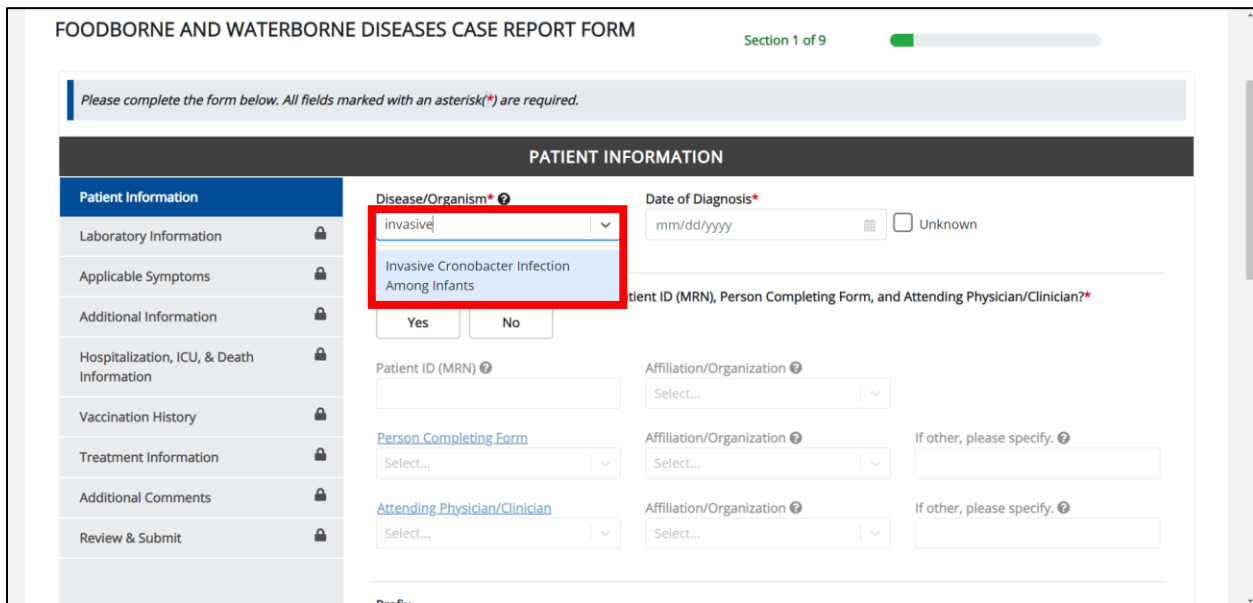 FOODBORNE AND WATERBORNE DISEASES CASE REPORT FORM
Section 1 of 9
Please complete the form below. All fields marked with an asterisk(*) are required.
PATIENT INFORMATION
Patient Information
Laboratory Information
Applicable Symptoms
Additional Information
Hospitalization, ICU, & Death
Information
Vaccination History
Treatment Information
Additional Comments
Review & Submit
Disease/Organism*
Date of Diagnosis*
invasive
mm/dd/yyyy
Unknown
Invasive Cronobacter Infection
Among Infants
tient ID (MRN), Person Completing Form, and Attending Physician/Clinician?*
Yes No
Patient ID (MRN)
Affiliation/Organization
Select...
Person Completing Form
Affiliation/Organization
If other, please specify.
Select...
Select...
Attending Physician/Clinician
Affiliation/Organization
If other, please specify.
Select...
Select...